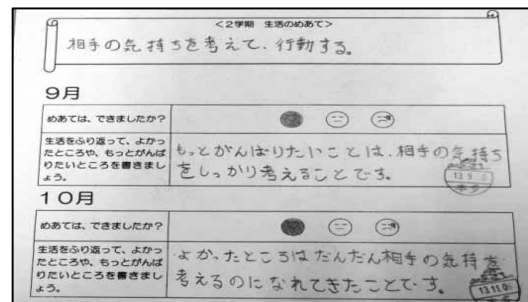 <2学期 生活のめあて>
相手の気持ちを考えて、行動する。
9月
めあては、できましたか?
生活をふり返って、よかっ
たところや、もっとがんば
りたいところを書きまし
ょう。
もっとがんばりたいことは、相手の気持ち
をしっかり考えることです。
10月
めあては、できましたか?
生活をふり返って、よかっ
たところや、もっとがんば
りたいところを書きまし
ょう。
よかったところはだんだん相手の気持を
考えるのになれてきたことです。